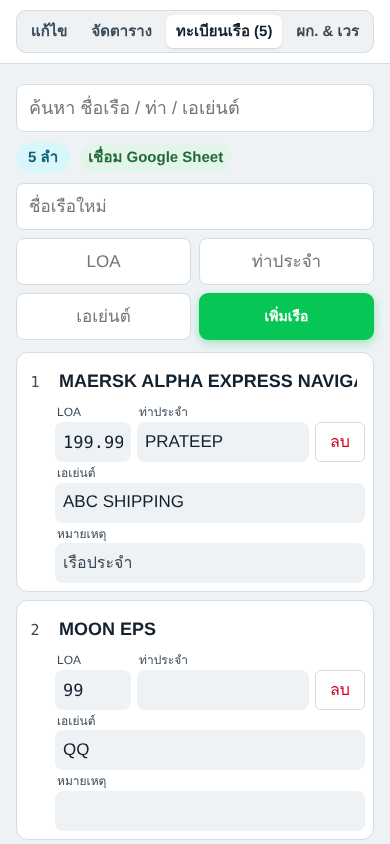 แก้ไข จัดตาราง ทะเบียนเรือ (5) ผก. & เวร
ค้นหา ชื่อเรือ / ท่า / เอเย่นต์
5 ลำ เชื่อม Google Sheet
ชื่อเรือใหม่
LOA ท่าประจำ
เอเย่นต์ เพิ่มเรือ
1 MAERSK ALPHA EXPRESS NAVIGA
LOA ท่าประจำ
199.99 PRATEEP ลบ
เอเย่นต์
ABC SHIPPING
หมายเหตุ
เรือประจำ
2 MOON EPS
LOA ท่าประจำ
99 ลบ
เอเย่นต์
QQ
หมายเหตุ